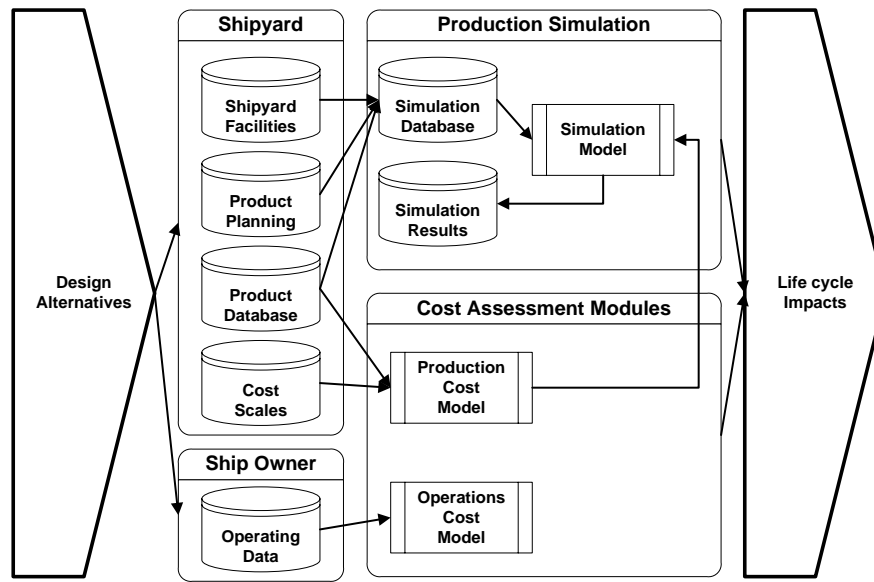 Shipyard
Production Simulation
Shipyard
Facilities
Simulation
Database
Simulation
Model
Product
Planning
Simulation
Results
Design
Alternatives
Product
Database
Life cycle
Impacts
Cost Assessment Modules
Cost
Scales
Production
Cost
Model
Ship Owner
Operating
Data
Operations
Cost
Model